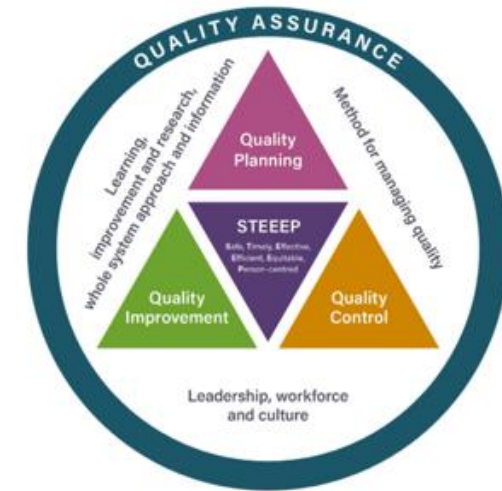 QUALITY ASSURANCE
Learning,
improvement and research,
whole system approach and information
Method for managing quality
Quality
Planning
STEEEP
Safe, Timely, Effective,
Efficient, Equitable,
Person-centred
Quality
Improvement
Quality
Control
Leadership, workforce
and culture